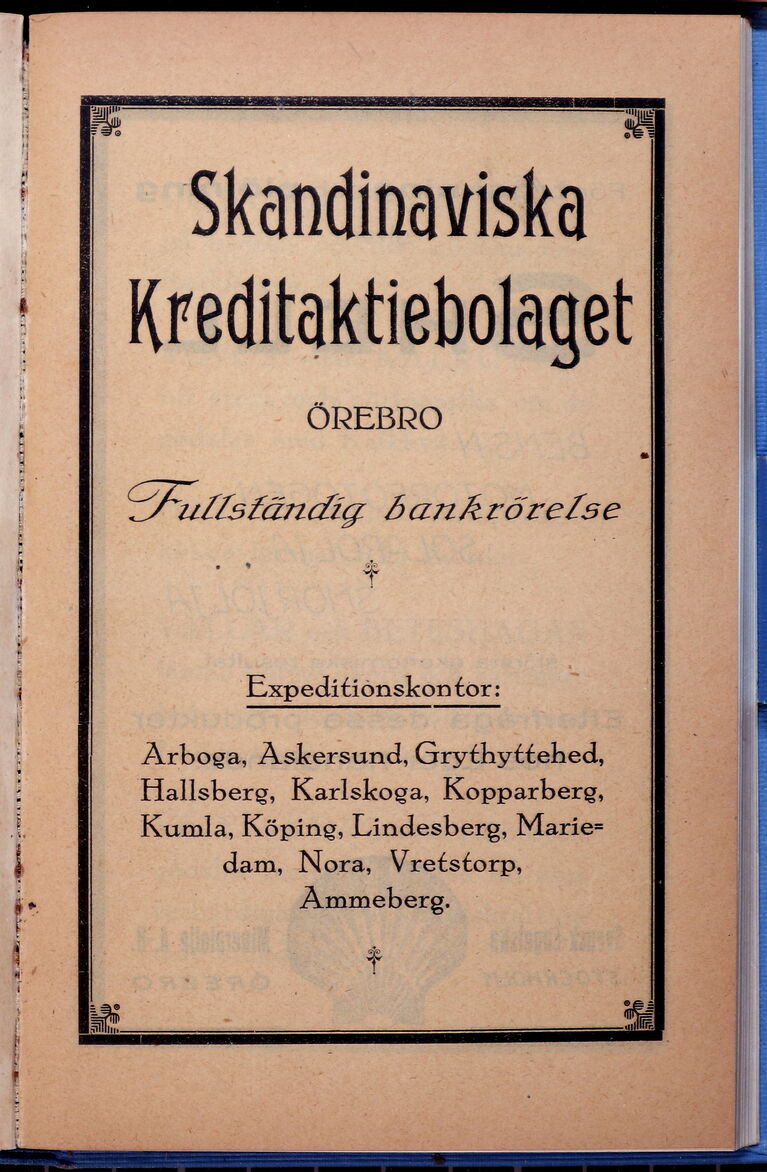 Skandinaviska
Kreditaktiebolaget
ÖREBRO
Fullständig bankrörelse
Expeditionskontor:
Arboga, Askersund, Grythyttehed,
Hallsberg, Karlskoga, Kopparberg,
Kumla, Köping, Lindesberg, Marie=
dam, Nora, Vretstorp,
Ammeberg.